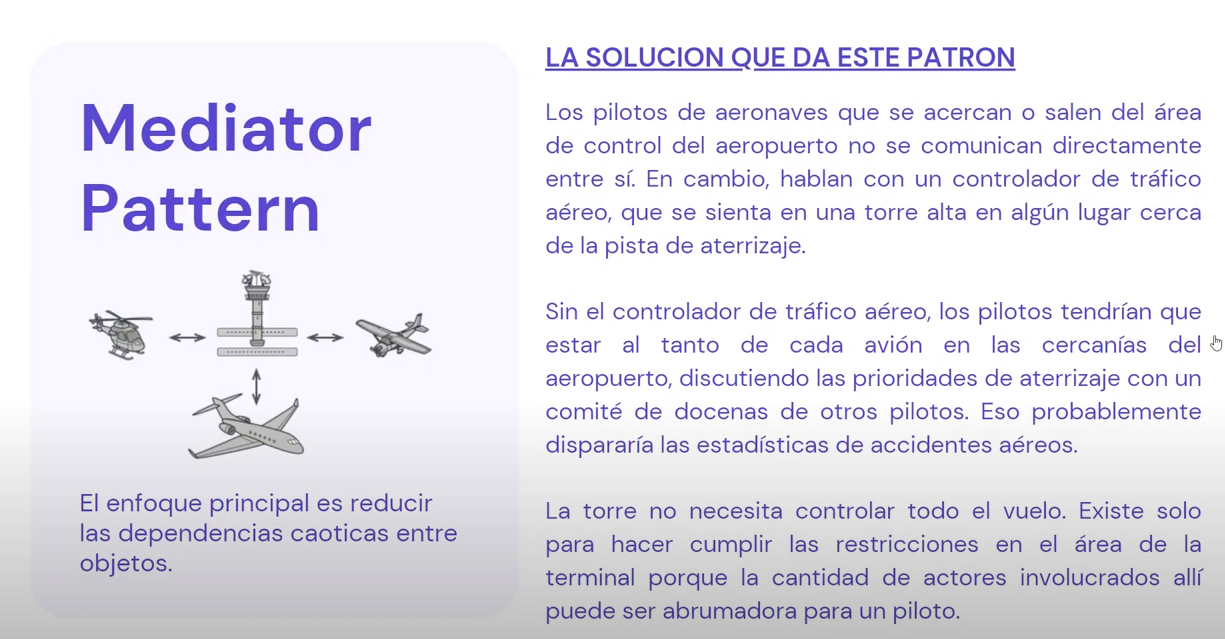 Mediator
Pattern
El enfoque principal es reducir
las dependencias caoticas entre
objetos.
LA SOLUCION QUE DA ESTE PATRON
Los pilotos de aeronaves que se acercan o salen del área
de control del aeropuerto no se comunican directamente
entre sí. En cambio, hablan con un controlador de tráfico
aéreo, que se sienta en una torre alta en algún lugar cerca
de la pista de aterrizaje.
Sin el controlador de tráfico aéreo, los pilotos tendrían que
estar al tanto de cada avión en las cercanías del
aeropuerto, discutiendo las prioridades de aterrizaje con un
comité de docenas de otros pilotos. Eso probablemente
dispararía las estadísticas de accidentes aéreos.
La torre no necesita controlar todo el vuelo. Existe solo
para hacer cumplir las restricciones en el área de la
terminal porque la cantidad de actores involucrados allí
puede ser abrumadora para un piloto.